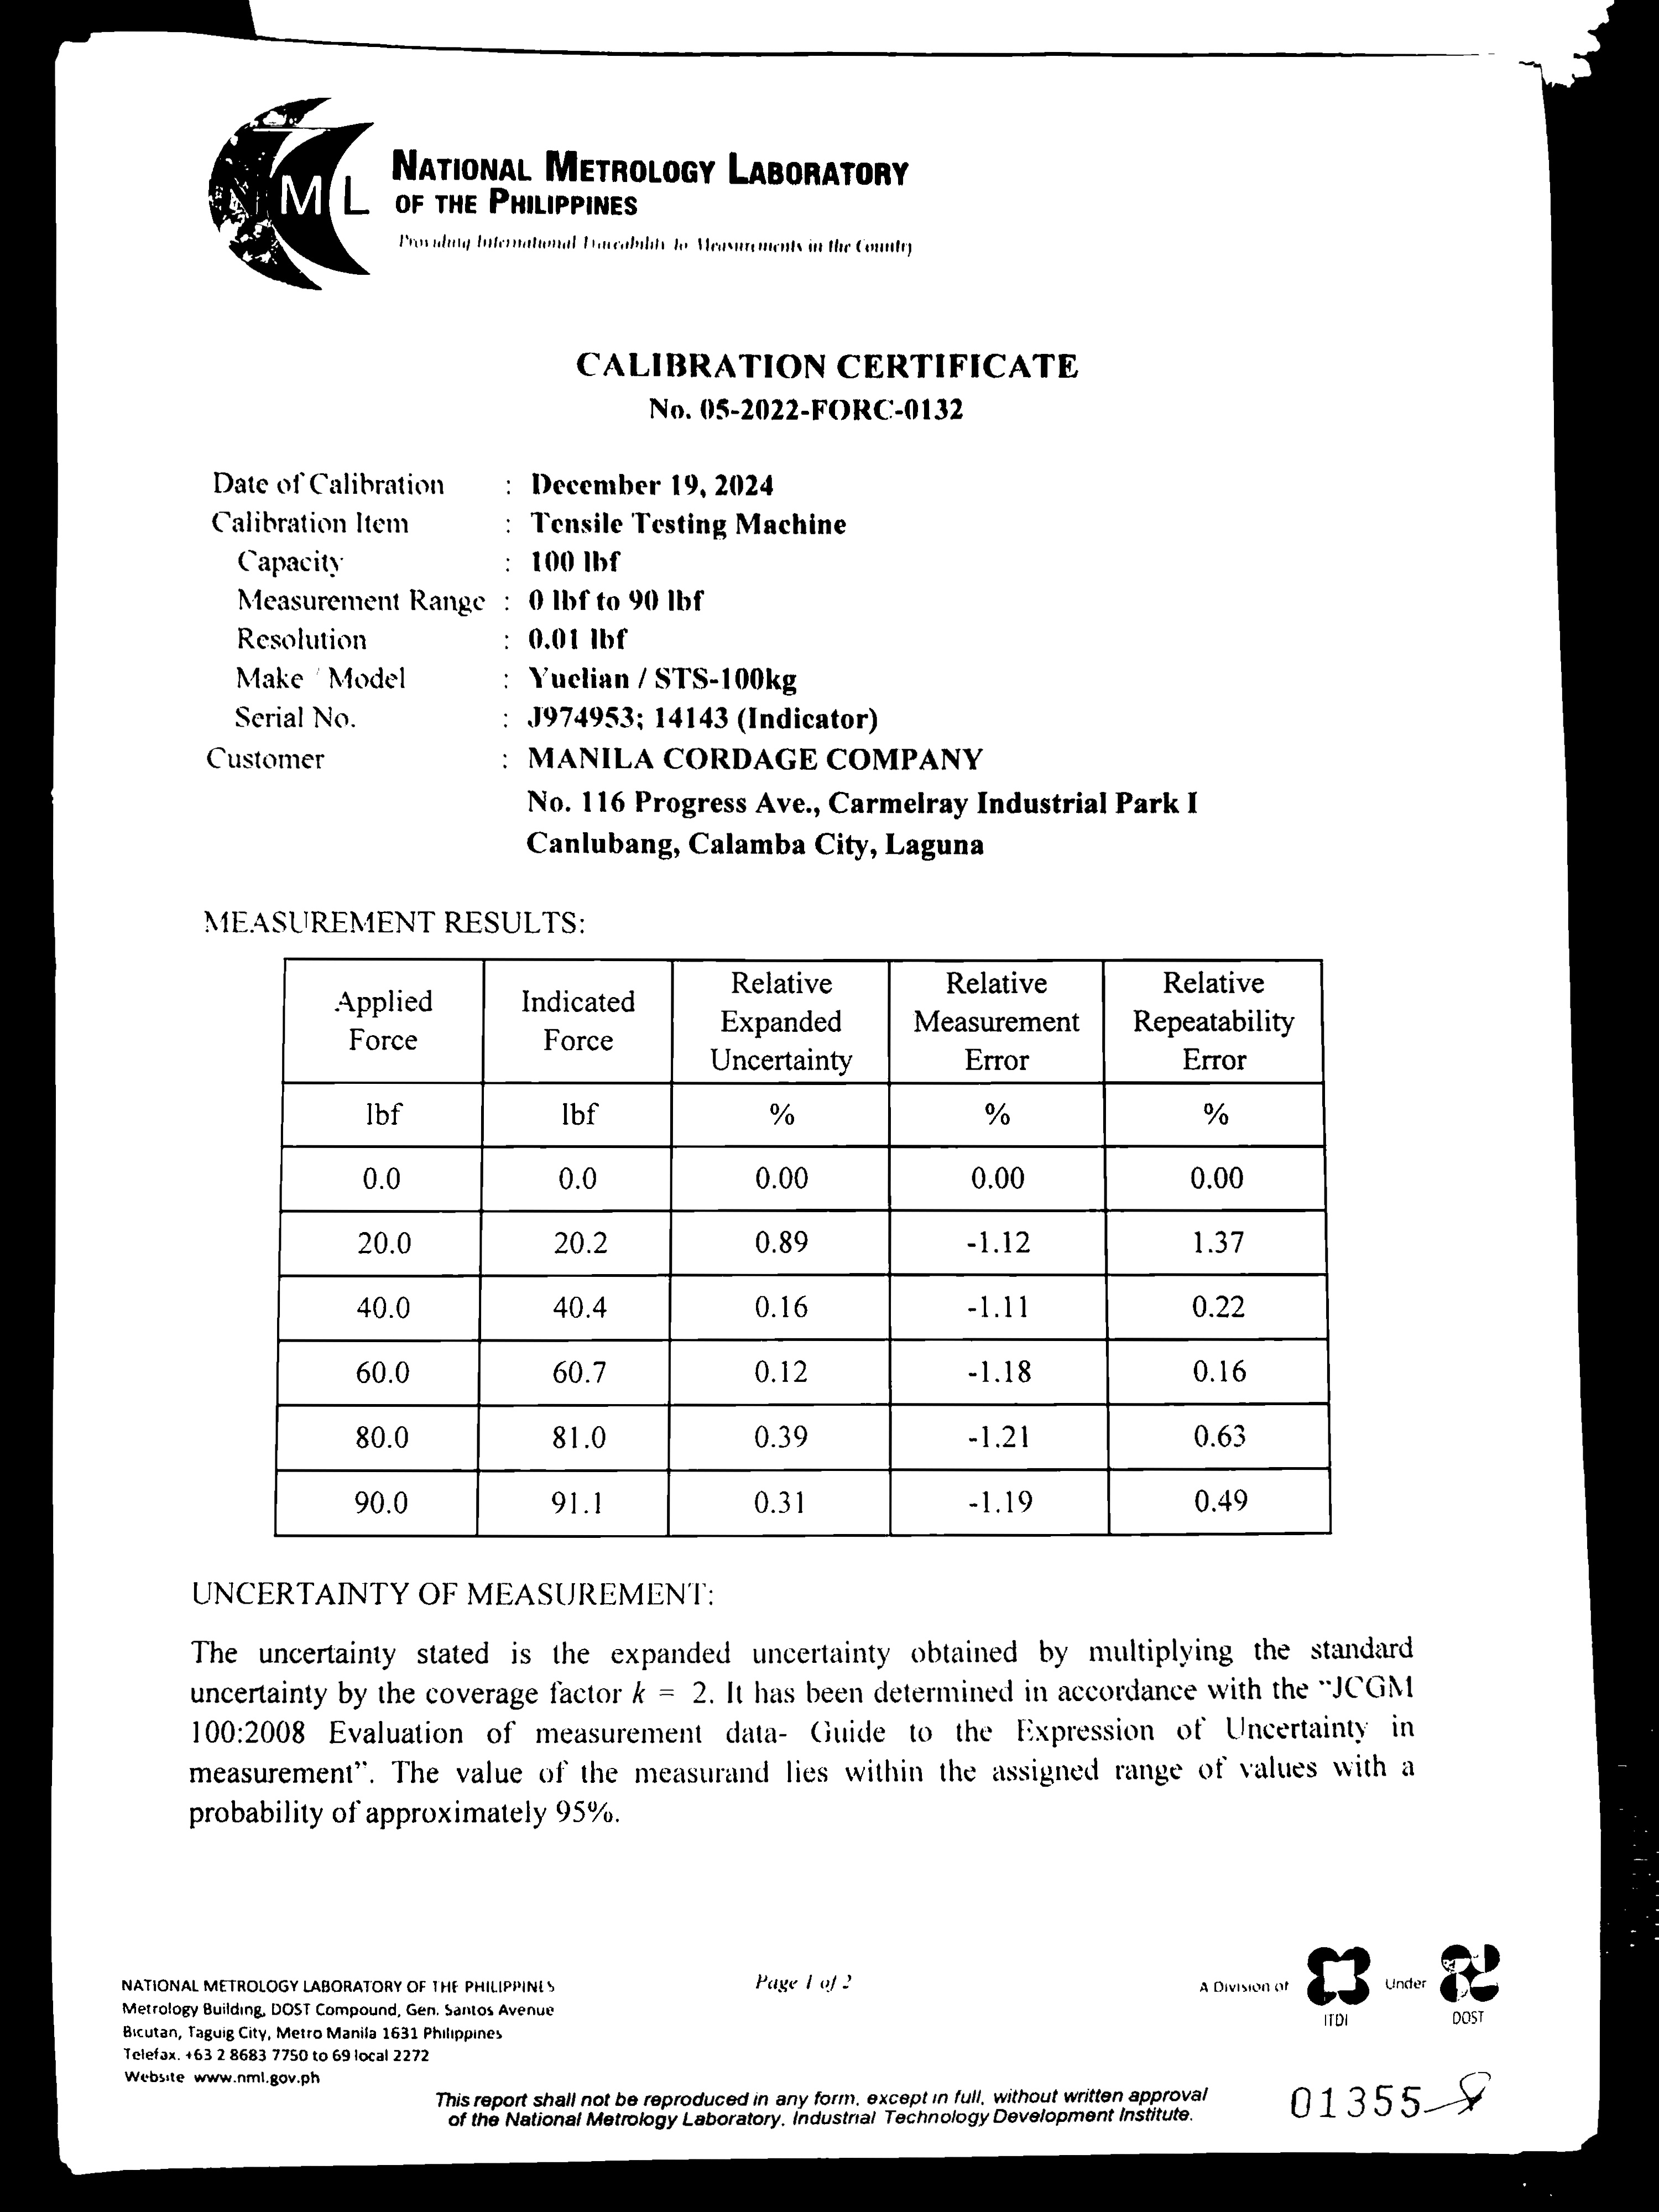 NML
NATIONAL METROLOGY LABORATORY
OF THE PHILIPPINES
Providing International Traceability to Measurements in the Country
CALIBRATION CERTIFICATE
No. 05-2022-FORC-0132
Date of Calibration : December 19, 2024
Calibration Item : Tensile Testing Machine
Capacity : 100 lbf
Measurement Range : 0 lbf to 90 lbf
Resolution : 0.01 lbf
Make / Model : Yuelian / STS-100kg
Serial No. : J974953; 14143 (Indicator)
Customer : MANILA CORDAGE COMPANY
No. 116 Progress Ave., Carmelray Industrial Park I
Canlubang, Calamba City, Laguna
MEASUREMENT RESULTS:
Applied Force Indicated Force Relative Expanded Uncertainty Relative Measurement Error Relative Repeatability Error
lbf lbf % % %
0.0 0.0 0.00 0.00 0.00
20.0 20.2 0.89 -1.12 1.37
40.0 40.4 0.16 -1.11 0.22
60.0 60.7 0.12 -1.18 0.16
80.0 81.0 0.39 -1.21 0.63
90.0 91.1 0.31 -1.19 0.49
UNCERTAINTY OF MEASUREMENT:
The uncertainty stated is the expanded uncertainty obtained by multiplying the standard
uncertainty by the coverage factor k = 2. It has been determined in accordance with the "JCGM
100:2008 Evaluation of measurement data- Guide to the Expression of Uncertainty in
measurement". The value of the measurand lies within the assigned range of values with a
probability of approximately 95%.
NATIONAL METROLOGY LABORATORY OF THE PHILIPPINES
Metrology Building, DOST Compound, Gen. Santos Avenue
Bicutan, Taguig City, Metro Manila 1631 Philippines
Telefax. +63 2 8683 7750 to 69 local 2272
Website www.nml.gov.ph
Page 1 of 2
A Division of ITDI Under DOST
This report shall not be reproduced in any form, except in full, without written approval
of the National Metrology Laboratory, Industrial Technology Development Institute.
01355